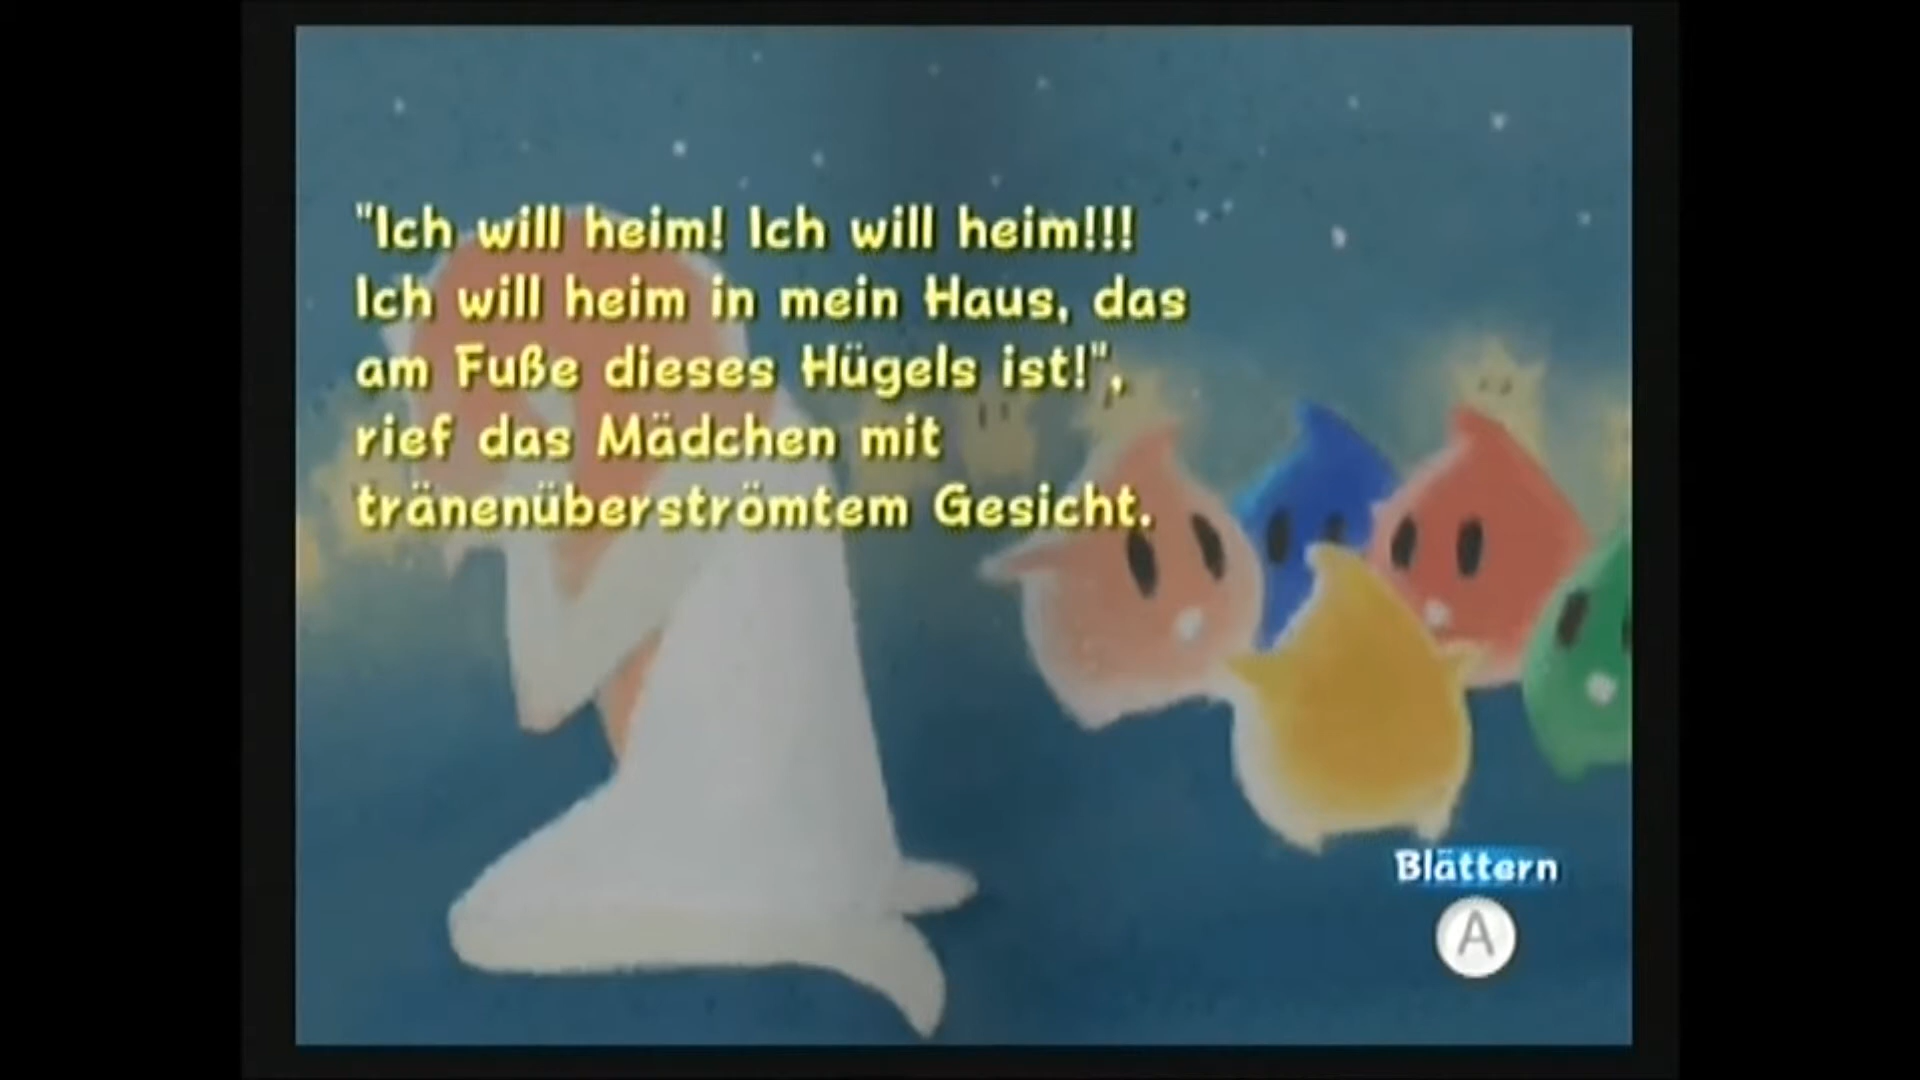 "Ich will heim! Ich will heim!!!
Ich will heim in mein Haus, das
am Fuße dieses Hügels ist!",
rief das Mädchen mit
tränenüberströmtem Gesicht.
Blättern
A